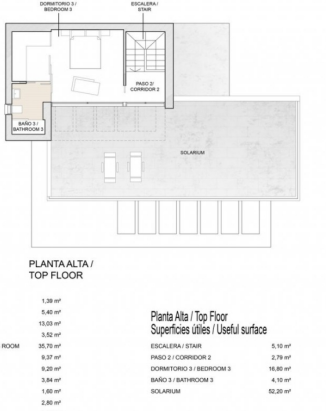 DORMITORIO 3 /
BEDROOM 3
ESCALERA /
STAIR
PASO 2/
CORRIDOR 2
BAÑO 3 /
BATHROOM 3
SOLARIUM
PLANTA ALTA /
TOP FLOOR
1,38 m²
5,40 m²
13,03 m²
3,52 m²
ROOM 35,70 m²
9,37 m²
9,20 m²
3,84 m²
1,60 m²
2,80 m²
Planta Alta / Top Floor
Superficies útiles / Useful surface
ESCALERA / STAIR 5,10 m²
PASO 2 / CORRIDOR 2 2,79 m²
DORMITORIO 3 / BEDROOM 3 16,80 m²
BAÑO 3 / BATHROOM 3 4,10 m²
SOLARIUM 52,20 m²